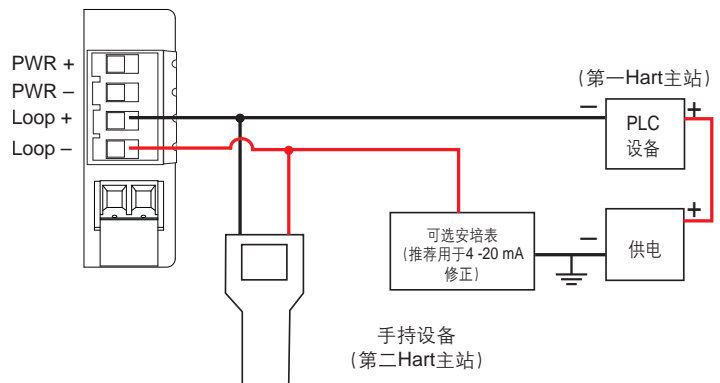 PWR +
PWR –
Loop +
Loop –
(第一Hart主站)
–
+
PLC
设备
+
–
供电
可选安培表
(推荐用于4 -20 mA
修正)
手持设备
(第二Hart主站)